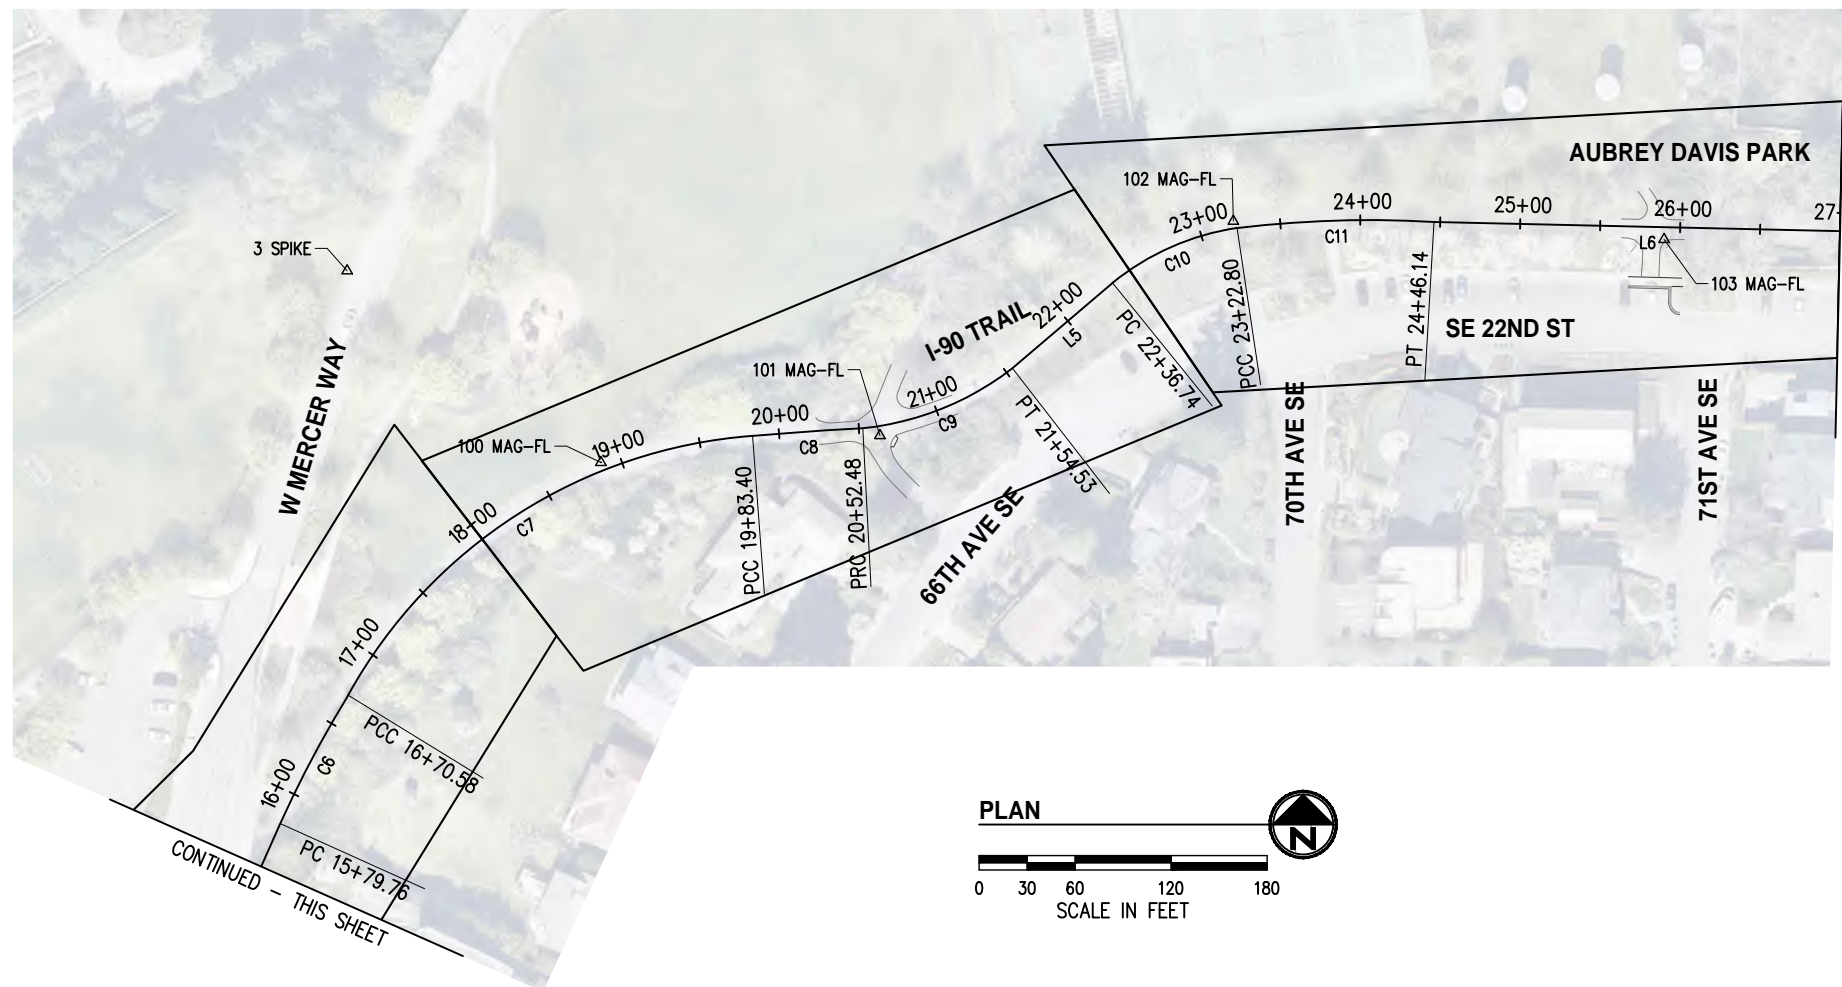 AUBREY DAVIS PARK
102 MAG-FL
23+00
24+00
25+00
26+00
27
C10
C11
L6
103 MAG-FL
3 SPIKE
PCC 23+22.80
PT 24+46.14
SE 22ND ST
I-90 TRAIL
22+00
L5
PC 22+36.74
W MERCER WAY
101 MAG-FL
21+00
C9
PT 21+54.53
20+00
C8
100 MAG-FL
19+00
70TH AVE SE
71ST AVE SE
PCC 19+83.40
PRC 20+52.48
66TH AVE SE
18+00
C7
17+00
PCC 16+70.58
16+00
C6
PC 15+79.76
CONTINUED - THIS SHEET
PLAN
N
0 30 60 120 180
SCALE IN FEET